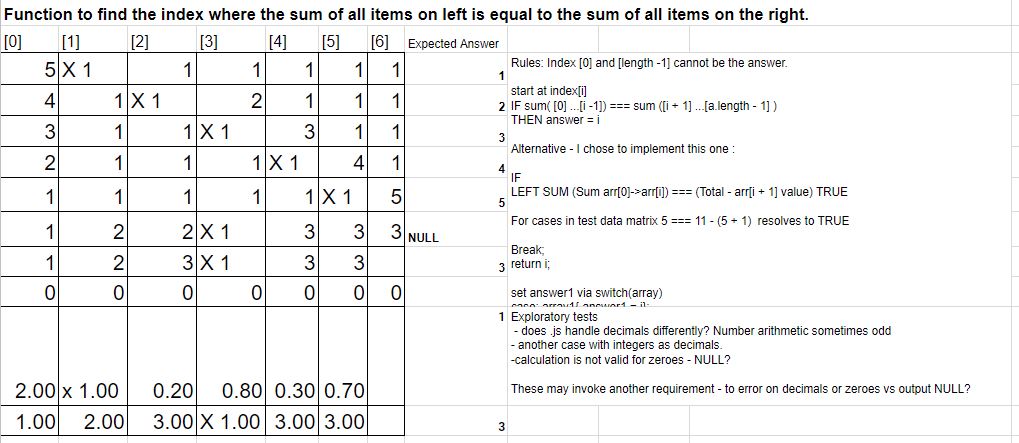 Function to find the index where the sum of all items on left is equal to the sum of all items on the right.
[0] [1] [2] [3] [4] [5] [6] Expected Answer
5 X 1 1 1 1 1 1 1
4 1 X 1 2 1 1 1 2
3 1 1 X 1 3 1 1 3
2 1 1 1 X 1 4 1 4
1 1 1 1 1 X 1 5 5
1 2 2 X 1 3 3 3 NULL
1 2 3 X 1 3 3 3
0 0 0 0 0 0 0
2.00 x 1.00 0.20 0.80 0.30 0.70 1
1.00 2.00 3.00 X 1.00 3.00 3.00 3
Rules: Index [0] and [length -1] cannot be the answer.
start at index[i]
IF sum( [0] ...[i -1]) === sum ([i + 1] ...[a.length - 1] )
THEN answer = i
Alternative - I chose to implement this one :
IF
LEFT SUM (Sum arr[0]->arr[i]) === (Total - arr[i + 1] value) TRUE
For cases in test data matrix 5 === 11 - (5 + 1) resolves to TRUE
Break;
return i;
set answer1 via switch(array)
Exploratory tests
- does .js handle decimals differently? Number arithmetic sometimes odd
- another case with integers as decimals.
-calculation is not valid for zeroes - NULL?
These may invoke another requirement - to error on decimals or zeroes vs output NULL?